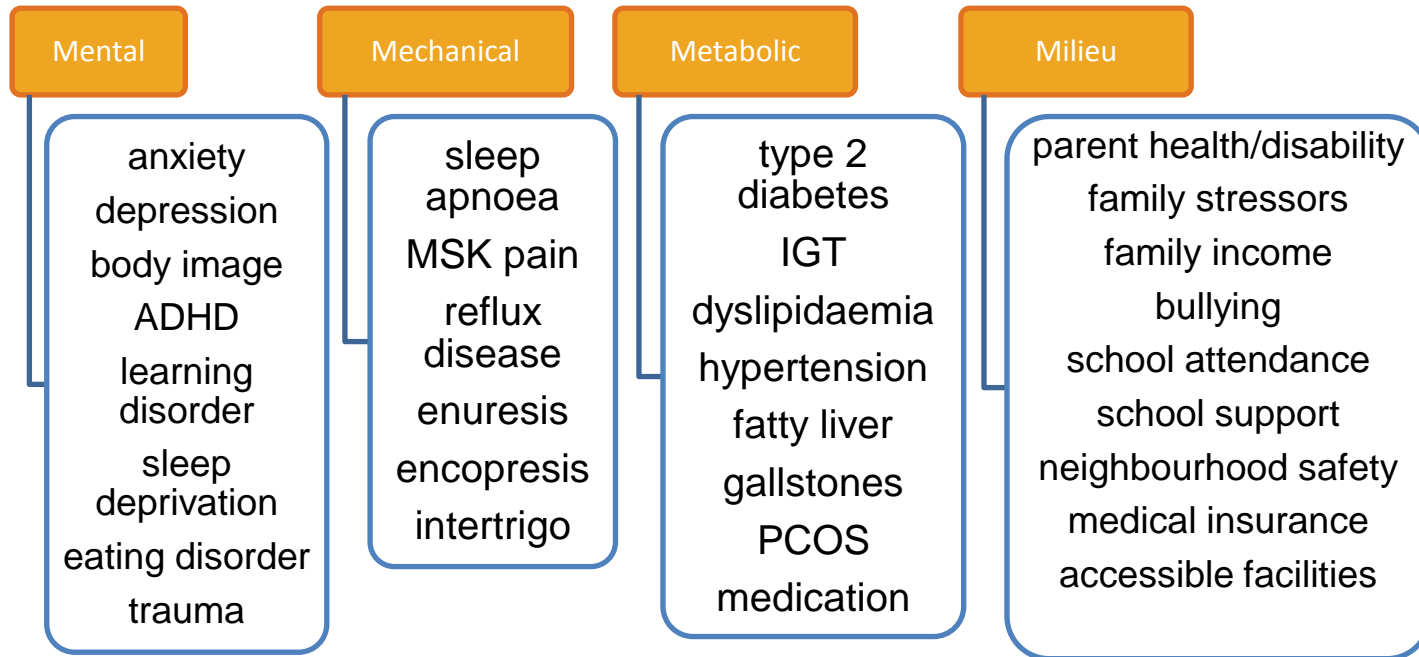 Mental
anxiety
depression
body image
ADHD
learning
disorder
sleep
deprivation
eating disorder
trauma
Mechanical
sleep
apnoea
MSK pain
reflux
disease
enuresis
encopresis
intertrigo
Metabolic
type 2
diabetes
IGT
dyslipidaemia
hypertension
fatty liver
gallstones
PCOS
medication
Milieu
parent health/disability
family stressors
family income
bullying
school attendance
school support
neighbourhood safety
medical insurance
accessible facilities